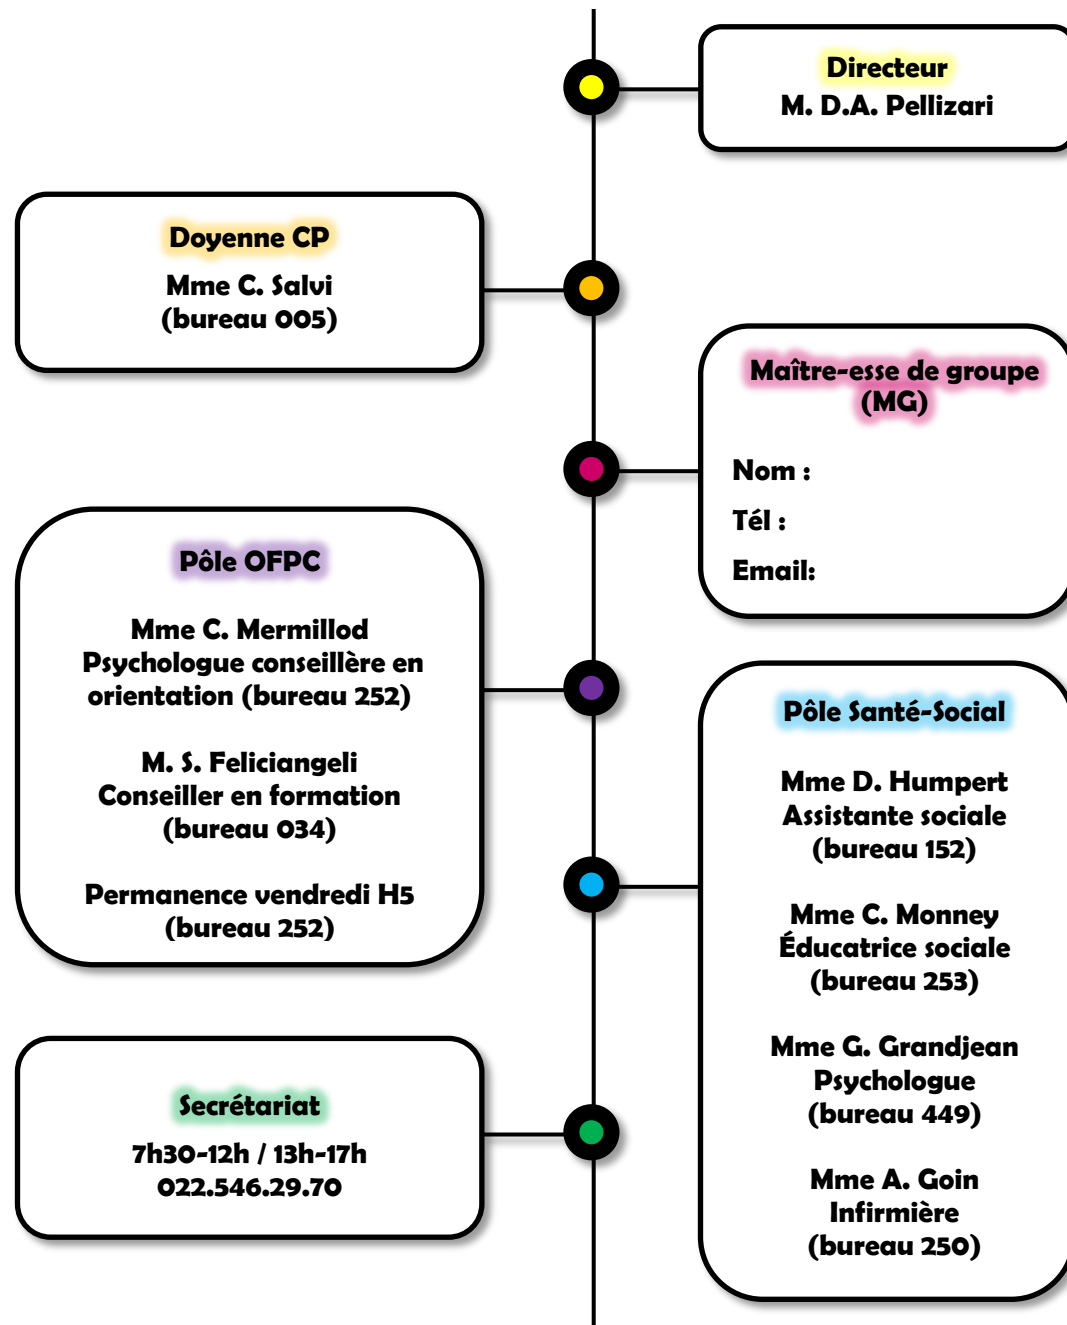 Directeur
M. D.A. Pellizari
Doyenne CP
Mme C. Salvi
(bureau 005)
Maître-esse de groupe
(MG)
Nom :
Tél :
Email:
Pôle OFPC
Mme C. Mermillod
Psychologue conseillère en
orientation (bureau 252)
M. S. Feliciangeli
Conseiller en formation
(bureau 034)
Permanence vendredi H5
(bureau 252)
Pôle Santé-Social
Mme D. Humpert
Assistante sociale
(bureau 152)
Mme C. Monney
Éducatrice sociale
(bureau 253)
Mme G. Grandjean
Psychologue
(bureau 449)
Mme A. Goin
Infirmière
(bureau 250)
Secrétariat
7h30-12h / 13h-17h
022.546.29.70